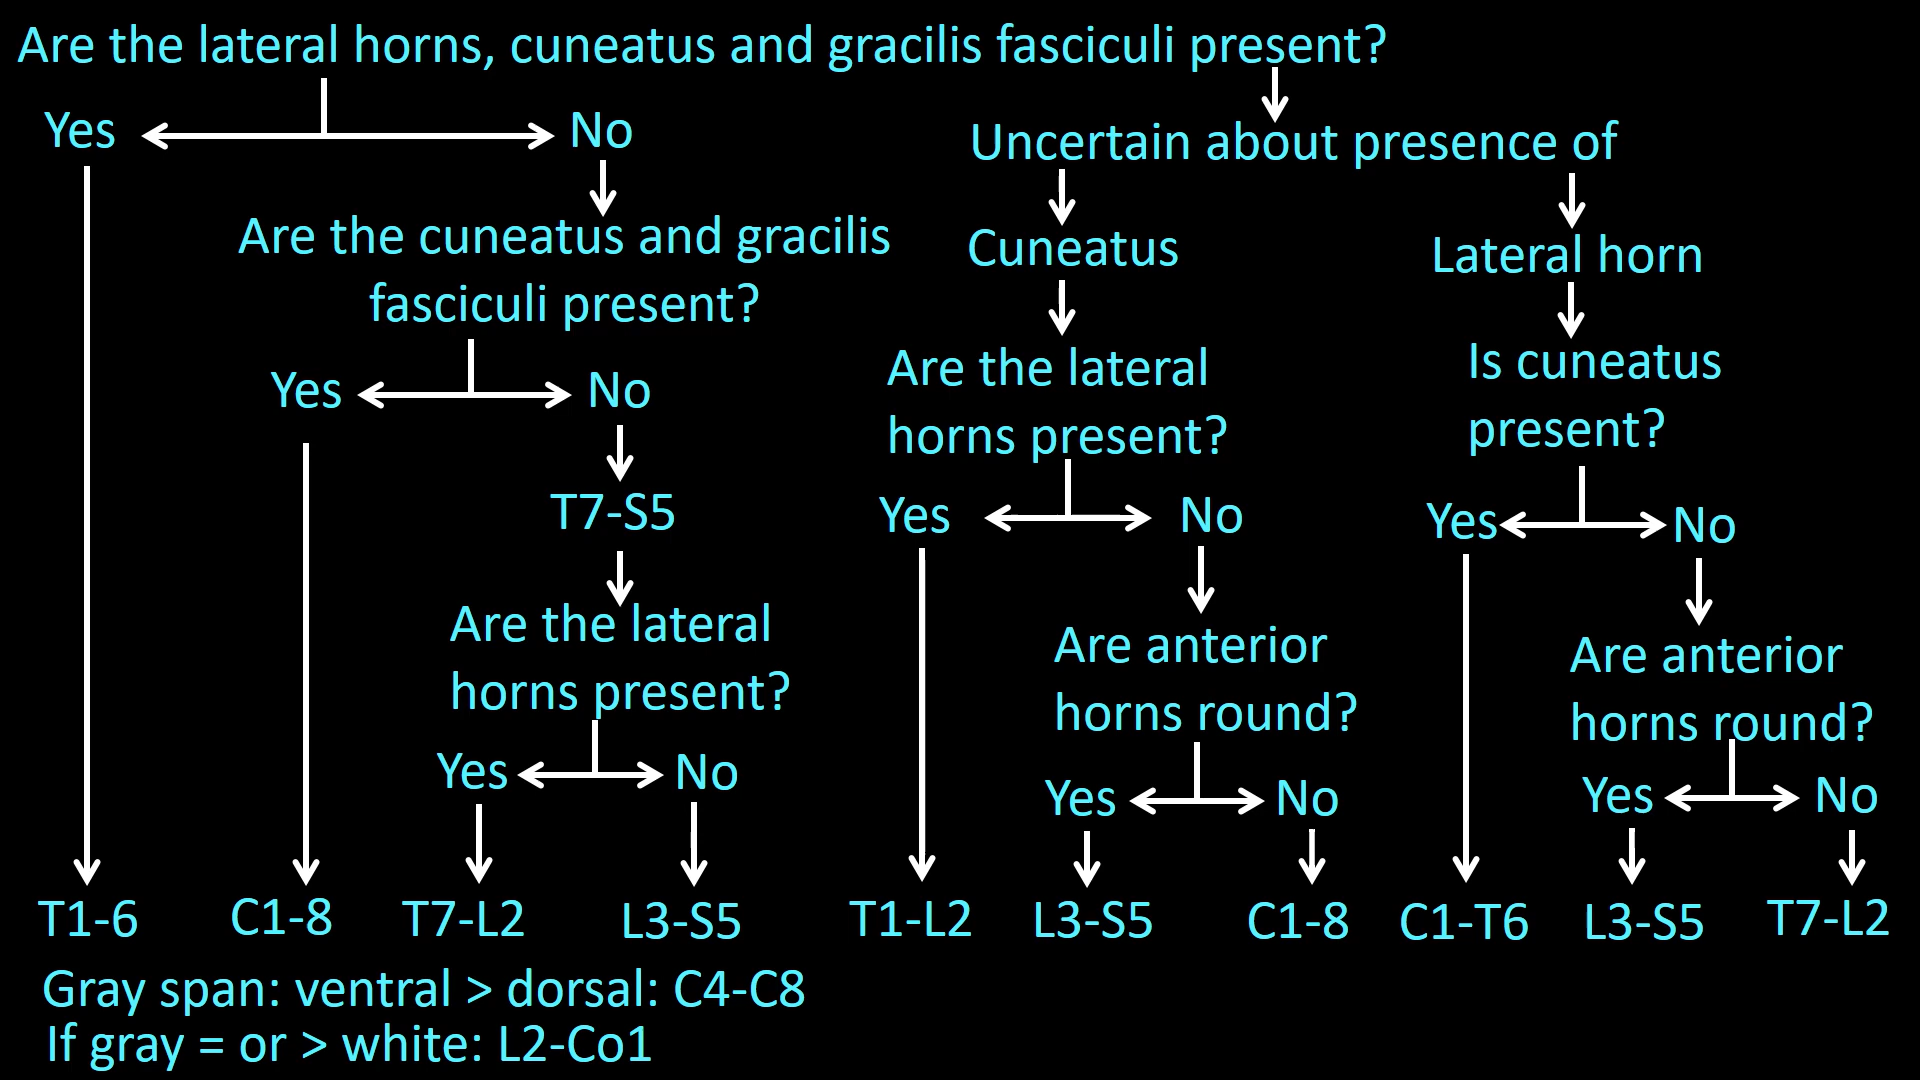 Are the lateral horns, cuneatus and gracilis fasciculi present?
Yes
No
Uncertain about presence of
Are the cuneatus and gracilis
fasciculi present?
Yes
No
T7-S5
Are the lateral
horns present?
Yes
No
Cuneatus
Are the lateral
horns present?
Yes
No
Are anterior
horns round?
Yes
No
Lateral horn
Is cuneatus
present?
Yes
No
Are anterior
horns round?
Yes
No
T1-6
C1-8
T7-L2
L3-S5
T1-L2
L3-S5
C1-8
C1-T6
L3-S5
T7-L2
Gray span: ventral > dorsal: C4-C8
If gray = or > white: L2-Co1